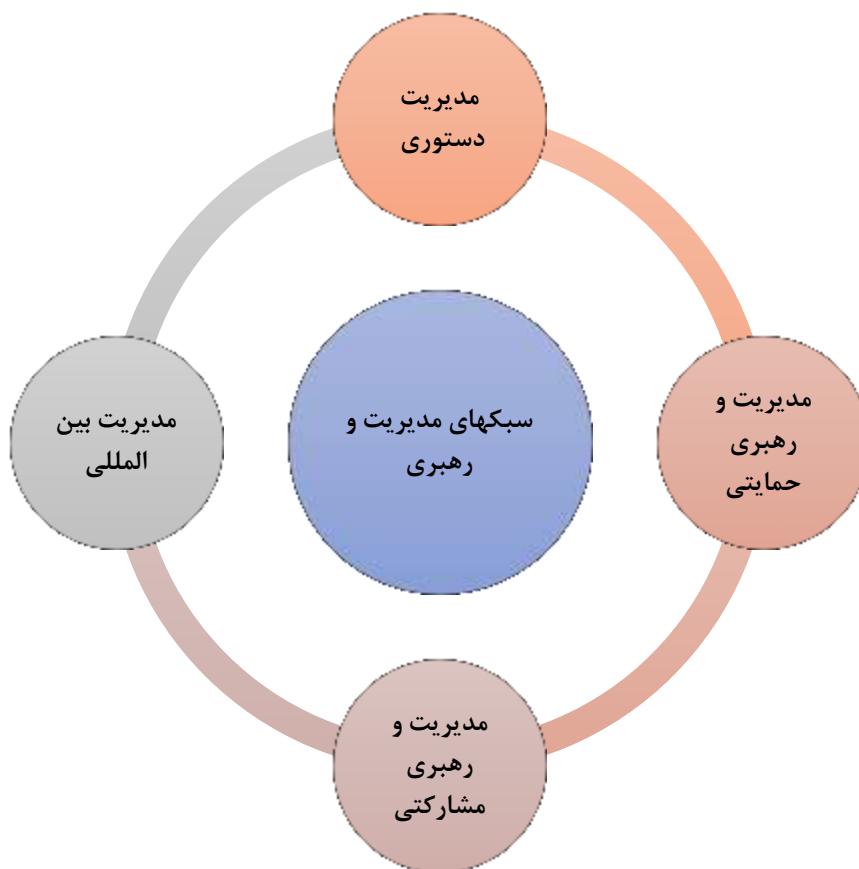 مدیریت
دستوری
مدیریت و
رهبری
حمایتی
سبکهای مدیریت و
رهبری
مدیریت بین
المللی
مدیریت و
رهبری
مشارکتی